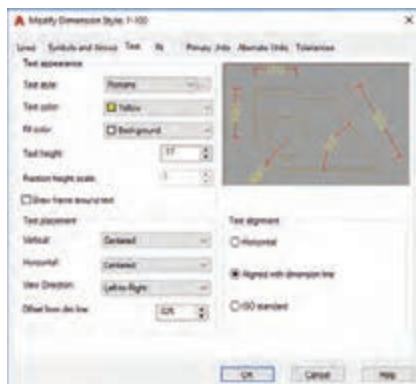 Modify Dimension Style: F-100
Lines Symbols and Arrows Text Fit Primary Units Alternate Units Tolerances
Text appearance
Text style: Romans
Text color: Yellow
Fill color: Background
Text height:
Fraction height scale:
Draw frame around text
Text placement
Vertical: Centered
Horizontal: Centered
View Direction: Left-to-Right
Offset from dim line:
Text alignment
Horizontal
Aligned with dimension line
ISO standard
OK Cancel Help